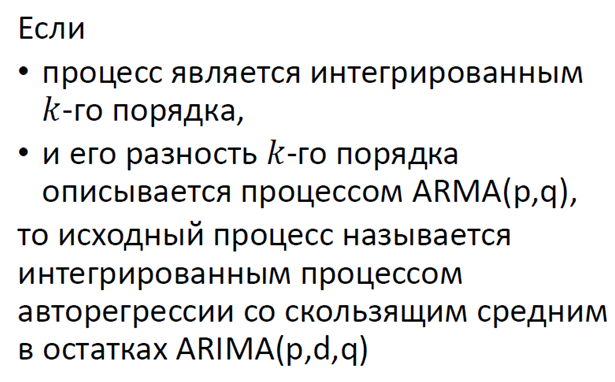 Если
• процесс является интегрированным
k-го порядка,
• и его разность k-го порядка
описывается процессом ARMA(p,q),
то исходный процесс называется
интегрированным процессом
авторегрессии со скользящим средним
в остатках ARIMA(p,d,q)